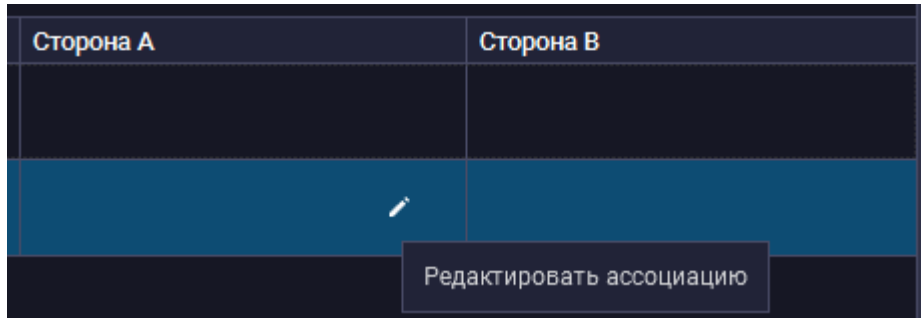 Сторона A
Сторона B
Редактировать ассоциацию